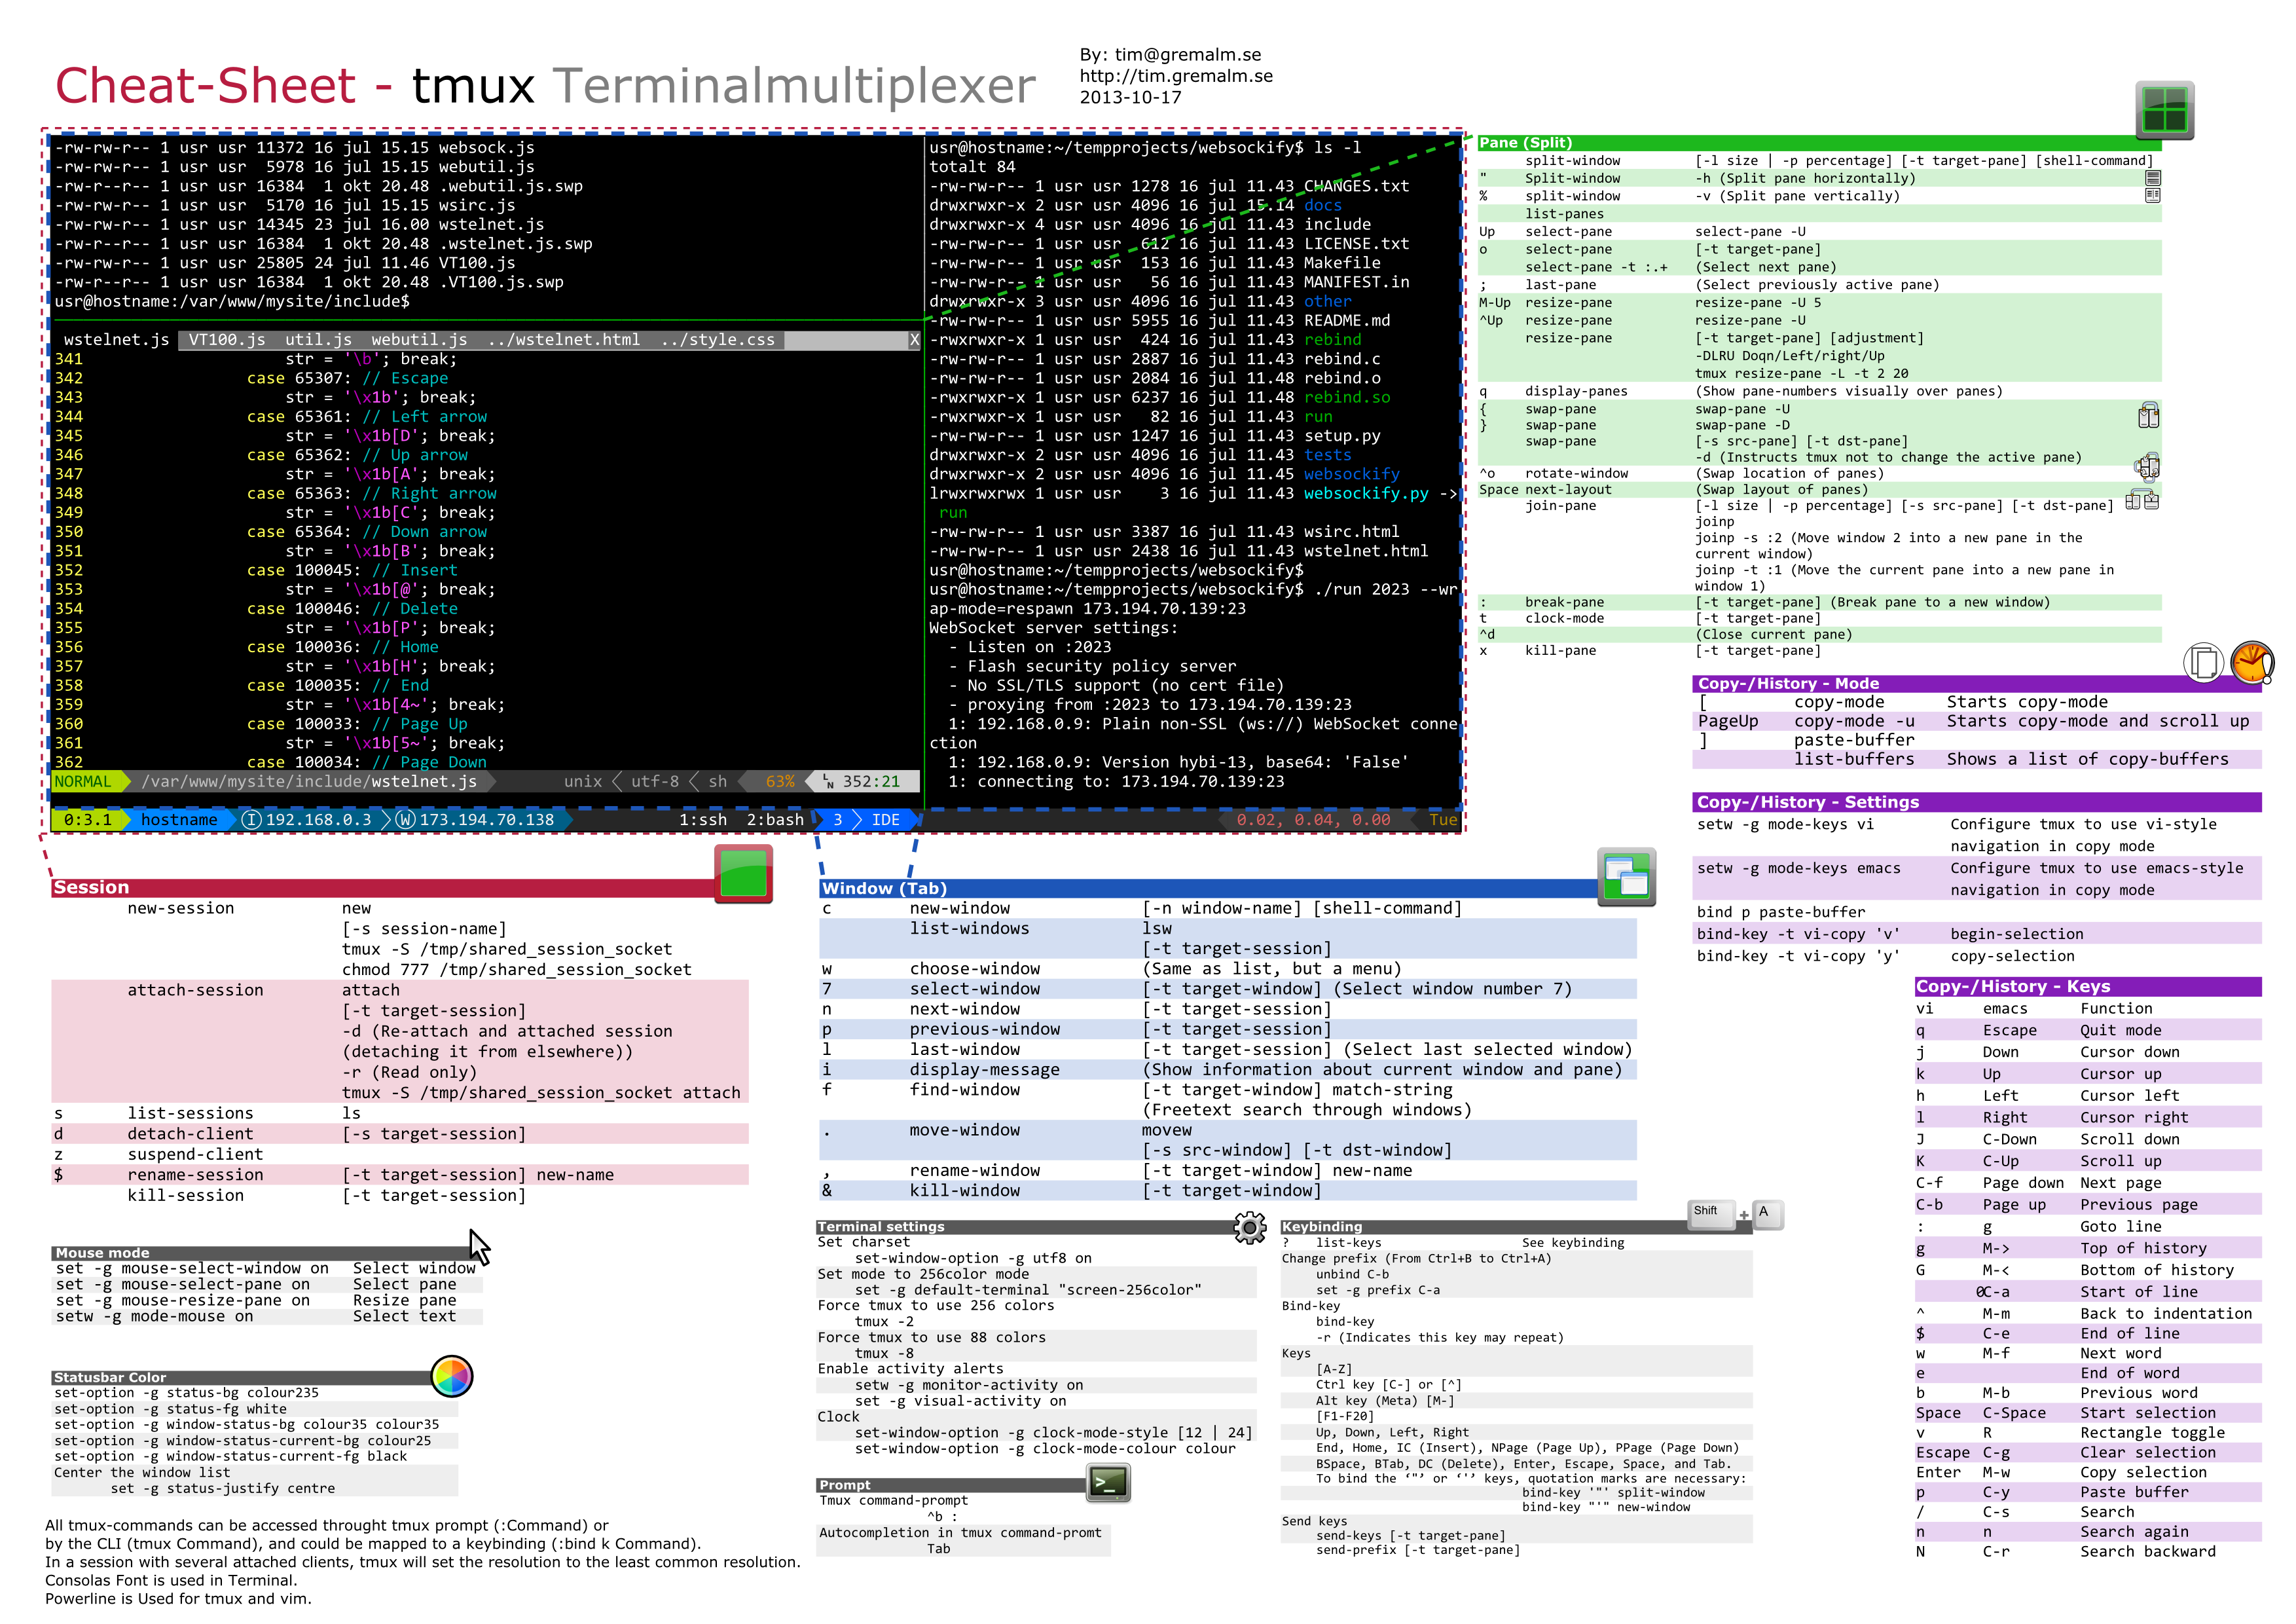 Cheat-Sheet - tmux Terminalmultiplexer
By: tim@gremalm.se
http://tim.gremalm.se
2013-10-17
-rw-rw-r-- 1 usr usr 11372 16 jul 15.15 websock.js
-rw-rw-r-- 1 usr usr  5978 16 jul 15.15 webutil.js
-rw-r--r-- 1 usr usr 16384  1 okt 20.48 .webutil.js.swp
-rw-rw-r-- 1 usr usr  5170 16 jul 15.15 wsirc.js
-rw-rw-r-- 1 usr usr 14345 23 jul 16.00 wstelnet.js
-rw-r--r-- 1 usr usr 16384  1 okt 20.48 .wstelnet.js.swp
-rw-rw-r-- 1 usr usr 25805 24 jul 11.46 VT100.js
-rw-r--r-- 1 usr usr 16384  1 okt 20.48 .VT100.js.swp
usr@hostname:/var/www/mysite/include$
wstelnet.js VT100.js util.js webutil.js ../wstelnet.html ../style.css X
341 str = '\b'; break;
342 case 65307: // Escape
343 str = '\x1b'; break;
344 case 65361: // Left arrow
345 str = '\x1b[D'; break;
346 case 65362: // Up arrow
347 str = '\x1b[A'; break;
348 case 65363: // Right arrow
349 str = '\x1b[C'; break;
350 case 65364: // Down arrow
351 str = '\x1b[B'; break;
352 case 100045: // Insert
353 str = '\x1b[@'; break;
354 case 100046: // Delete
355 str = '\x1b[P'; break;
356 case 100036: // Home
357 str = '\x1b[H'; break;
358 case 100035: // End
359 str = '\x1b[4~'; break;
360 case 100033: // Page Up
361 str = '\x1b[5~'; break;
362 case 100034: // Page Down
NORMAL /var/www/mysite/include/wstelnet.js unix utf-8 sh 63% LN 352:21
usr@hostname:~/tempprojects/websockify$ ls -l
totalt 84
-rw-rw-r-- 1 usr usr 1278 16 jul 11.43 CHANGES.txt
drwxrwxr-x 2 usr usr 4096 16 jul 15.14 docs
drwxrwxr-x 4 usr usr 4096 16 jul 11.43 include
-rw-rw-r-- 1 usr usr  612 16 jul 11.43 LICENSE.txt
-rw-rw-r-- 1 usr usr  153 16 jul 11.43 Makefile
-rw-rw-r-- 1 usr usr   56 16 jul 11.43 MANIFEST.in
drwxrwxr-x 3 usr usr 4096 16 jul 11.43 other
-rw-rw-r-- 1 usr usr 5955 16 jul 11.43 README.md
-rwxrwxr-x 1 usr usr  424 16 jul 11.43 rebind
-rw-rw-r-- 1 usr usr 2887 16 jul 11.43 rebind.c
-rw-rw-r-- 1 usr usr 2084 16 jul 11.48 rebind.o
-rwxrwxr-x 1 usr usr 6237 16 jul 11.48 rebind.so
-rwxrwxr-x 1 usr usr   82 16 jul 11.43 run
-rw-rw-r-- 1 usr usr 1247 16 jul 11.43 setup.py
drwxrwxr-x 2 usr usr 4096 16 jul 11.43 tests
drwxrwxr-x 2 usr usr 4096 16 jul 11.45 websockify
lrwxrwxrwx 1 usr usr    3 16 jul 11.43 websockify.py ->
run
-rw-rw-r-- 1 usr usr 3387 16 jul 11.43 wsirc.html
-rw-rw-r-- 1 usr usr 2438 16 jul 11.43 wstelnet.html
usr@hostname:~/tempprojects/websockify$
usr@hostname:~/tempprojects/websockify$ ./run 2023 --wr
ap-mode=respawn 173.194.70.139:23
WebSocket server settings:
- Listen on :2023
- Flash security policy server
- No SSL/TLS support (no cert file)
- proxying from :2023 to 173.194.70.139:23
1: 192.168.0.9: Plain non-SSL (ws://) WebSocket conne
ction
1: 192.168.0.9: Version hybi-13, base64: 'False'
1: connecting to: 173.194.70.139:23
0:3.1 hostname I 192.168.0.3 W 173.194.70.138 1:ssh 2:bash 3 IDE 0.02, 0.04, 0.00 Tue
Pane (Split)
split-window [-l size | -p percentage] [-t target-pane] [shell-command]
" Split-window -h (Split pane horizontally)
% split-window -v (Split pane vertically)
list-panes
Up select-pane select-pane -U
o select-pane [-t target-pane]
select-pane -t :.+ (Select next pane)
; last-pane (Select previously active pane)
M-Up resize-pane resize-pane -U 5
^Up resize-pane resize-pane -U
resize-pane [-t target-pane] [adjustment]
-DLRU Doqn/Left/right/Up
tmux resize-pane -L -t 2 20
q display-panes (Show pane-numbers visually over panes)
{ swap-pane swap-pane -U
} swap-pane swap-pane -D
swap-pane [-s src-pane] [-t dst-pane]
-d (Instructs tmux not to change the active pane)
^o rotate-window (Swap location of panes)
Space next-layout (Swap layout of panes)
join-pane [-l size | -p percentage] [-s src-pane] [-t dst-pane]
joinp
joinp -s :2 (Move window 2 into a new pane in the
current window)
joinp -t :1 (Move the current pane into a new pane in
window 1)
: break-pane [-t target-pane] (Break pane to a new window)
t clock-mode [-t target-pane]
^d (Close current pane)
x kill-pane [-t target-pane]
Copy-/History - Mode
[ copy-mode Starts copy-mode
PageUp copy-mode -u Starts copy-mode and scroll up
] paste-buffer
list-buffers Shows a list of copy-buffers
Copy-/History - Settings
setw -g mode-keys vi Configure tmux to use vi-style
navigation in copy mode
setw -g mode-keys emacs Configure tmux to use emacs-style
navigation in copy mode
bind p paste-buffer
bind-key -t vi-copy 'v' begin-selection
bind-key -t vi-copy 'y' copy-selection
Copy-/History - Keys
vi emacs Function
q Escape Quit mode
j Down Cursor down
k Up Cursor up
h Left Cursor left
l Right Cursor right
J C-Down Scroll down
K C-Up Scroll up
C-f Page down Next page
C-b Page up Previous page
: g Goto line
g M-> Top of history
G M-< Bottom of history
0 C-a Start of line
^ M-m Back to indentation
$ C-e End of line
w M-f Next word
e End of word
b M-b Previous word
Space C-Space Start selection
v R Rectangle toggle
Escape C-g Clear selection
Enter M-w Copy selection
p C-y Paste buffer
/ C-s Search
n n Search again
N C-r Search backward
Session
new-session new
[-s session-name]
tmux -S /tmp/shared_session_socket
chmod 777 /tmp/shared_session_socket
attach-session attach
[-t target-session]
-d (Re-attach and attached session
(detaching it from elsewhere))
-r (Read only)
tmux -S /tmp/shared_session_socket attach
s list-sessions ls
d detach-client [-s target-session]
z suspend-client
$ rename-session [-t target-session] new-name
kill-session [-t target-session]
Window (Tab)
c new-window [-n window-name] [shell-command]
list-windows lsw
[-t target-session]
w choose-window (Same as list, but a menu)
7 select-window [-t target-window] (Select window number 7)
n next-window [-t target-session]
p previous-window [-t target-session]
l last-window [-t target-session] (Select last selected window)
i display-message (Show information about current window and pane)
f find-window [-t target-window] match-string
(Freetext search through windows)
. move-window movew
[-s src-window] [-t dst-window]
, rename-window [-t target-window] new-name
& kill-window [-t target-window]
Mouse mode
set -g mouse-select-window on Select window
set -g mouse-select-pane on Select pane
set -g mouse-resize-pane on Resize pane
setw -g mode-mouse on Select text
Statusbar Color
set-option -g status-bg colour235
set-option -g status-fg white
set-option -g window-status-bg colour35 colour35
set-option -g window-status-current-bg colour25
set-option -g window-status-current-fg black
Center the window list
set -g status-justify centre
Terminal settings
Set charset
set-window-option -g utf8 on
Set mode to 256color mode
set -g default-terminal "screen-256color"
Force tmux to use 256 colors
tmux -2
Force tmux to use 88 colors
tmux -8
Enable activity alerts
setw -g monitor-activity on
set -g visual-activity on
Clock
set-window-option -g clock-mode-style [12 | 24]
set-window-option -g clock-mode-colour colour
Prompt
Tmux command-prompt
^b :
Autocompletion in tmux command-promt
Tab
Shift + A
Keybinding
? list-keys See keybinding
Change prefix (From Ctrl+B to Ctrl+A)
unbind C-b
set -g prefix C-a
Bind-key
bind-key
-r (Indicates this key may repeat)
Keys
[A-Z]
Ctrl key [C-] or [^]
Alt key (Meta) [M-]
[F1-F20]
Up, Down, Left, Right
End, Home, IC (Insert), NPage (Page Up), PPage (Page Down)
BSpace, BTab, DC (Delete), Enter, Escape, Space, and Tab.
To bind the ‘"’ or ‘'’ keys, quotation marks are necessary:
bind-key '"' split-window
bind-key "'" new-window
Send keys
send-keys [-t target-pane]
send-prefix [-t target-pane]
All tmux-commands can be accessed throught tmux prompt (:Command) or
by the CLI (tmux Command), and could be mapped to a keybinding (:bind k Command).
In a session with several attached clients, tmux will set the resolution to the least common resolution.
Consolas Font is used in Terminal.
Powerline is Used for tmux and vim.